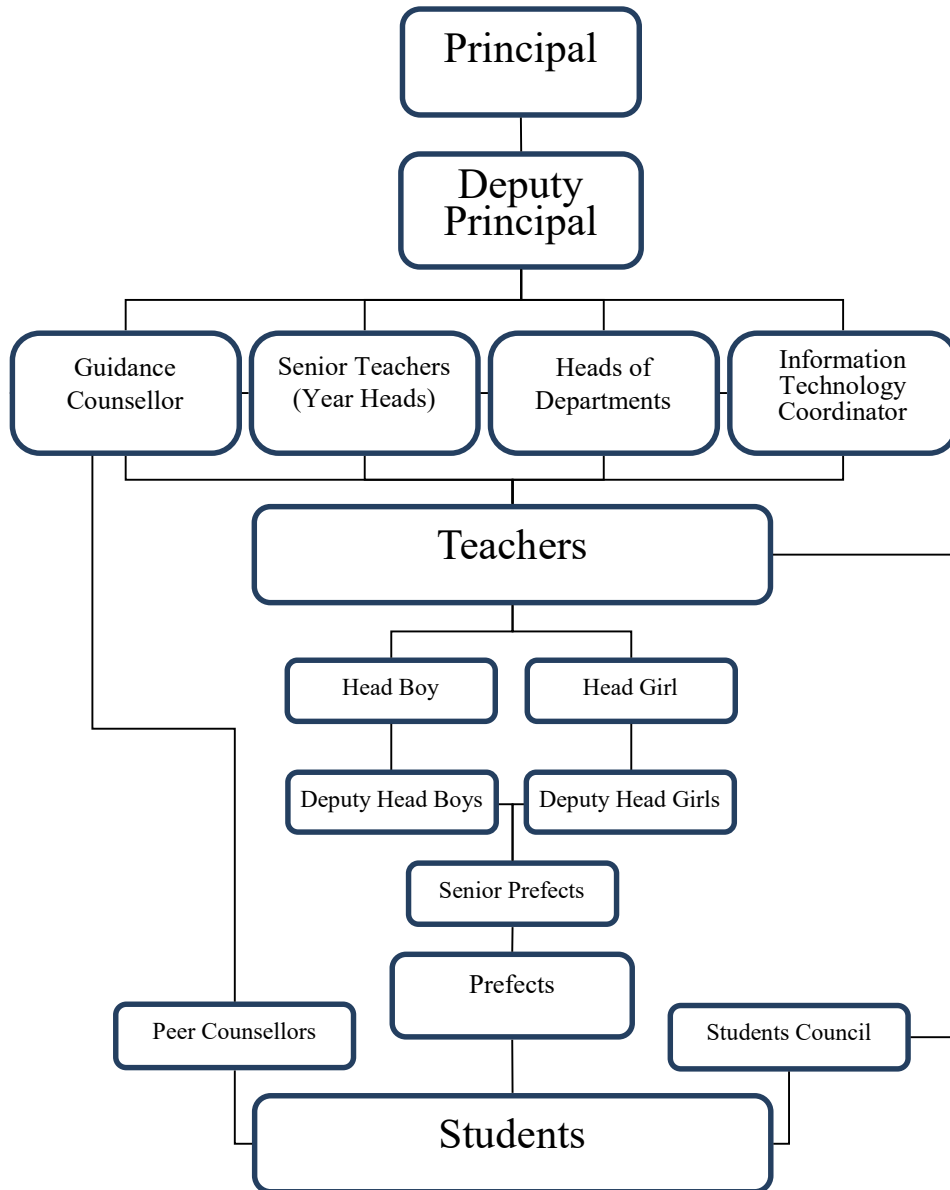 Principal
Deputy
Principal
Guidance
Counsellor
Senior Teachers
(Year Heads)
Heads of
Departments
Information
Technology
Coordinator
Teachers
Head Boy
Head Girl
Deputy Head Boys
Deputy Head Girls
Senior Prefects
Prefects
Peer Counsellors
Students Council
Students